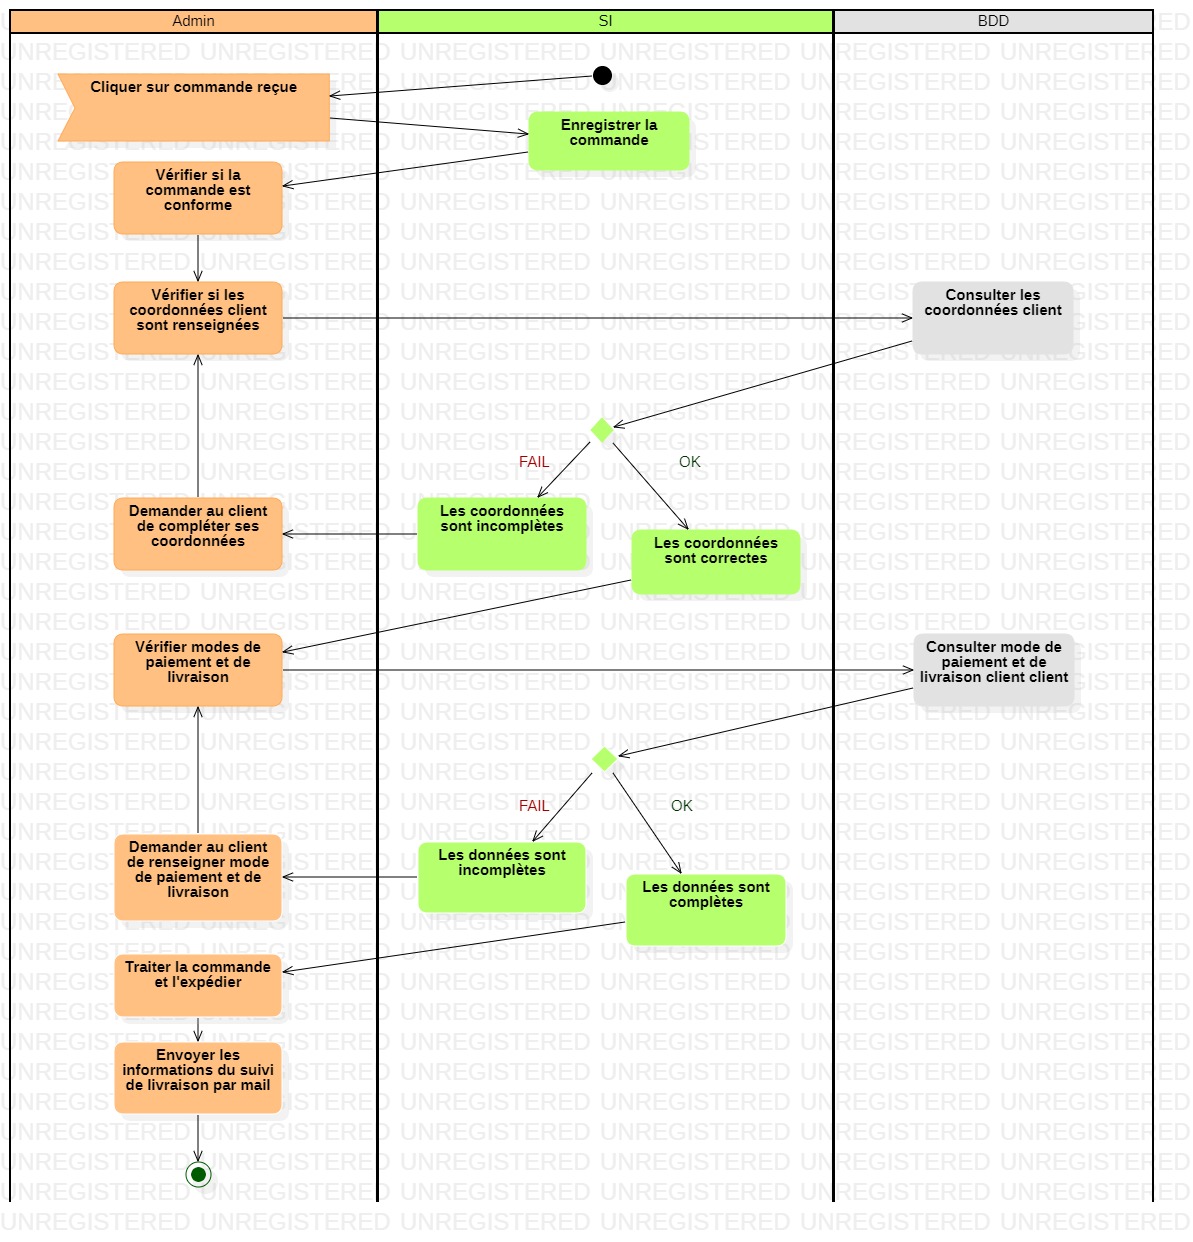 Admin
SI
BDD
Cliquer sur commande reçue
Enregistrer la
commande
Vérifier si la
commande est
conforme
Vérifier si les
coordonnées client
sont renseignées
Consulter les
coordonnées client
FAIL
OK
Demander au client
de compléter ses
coordonnées
Les coordonnées
sont incomplètes
Les coordonnées
sont correctes
Vérifier modes de
paiement et de
livraison
Consulter mode de
paiement et de
livraison client client
FAIL
OK
Demander au client
de renseigner mode
de paiement et de
livraison
Les données sont
incomplètes
Les données sont
complètes
Traiter la commande
et l'expédier
Envoyer les
informations du suivi
de livraison par mail
UNREGISTERED